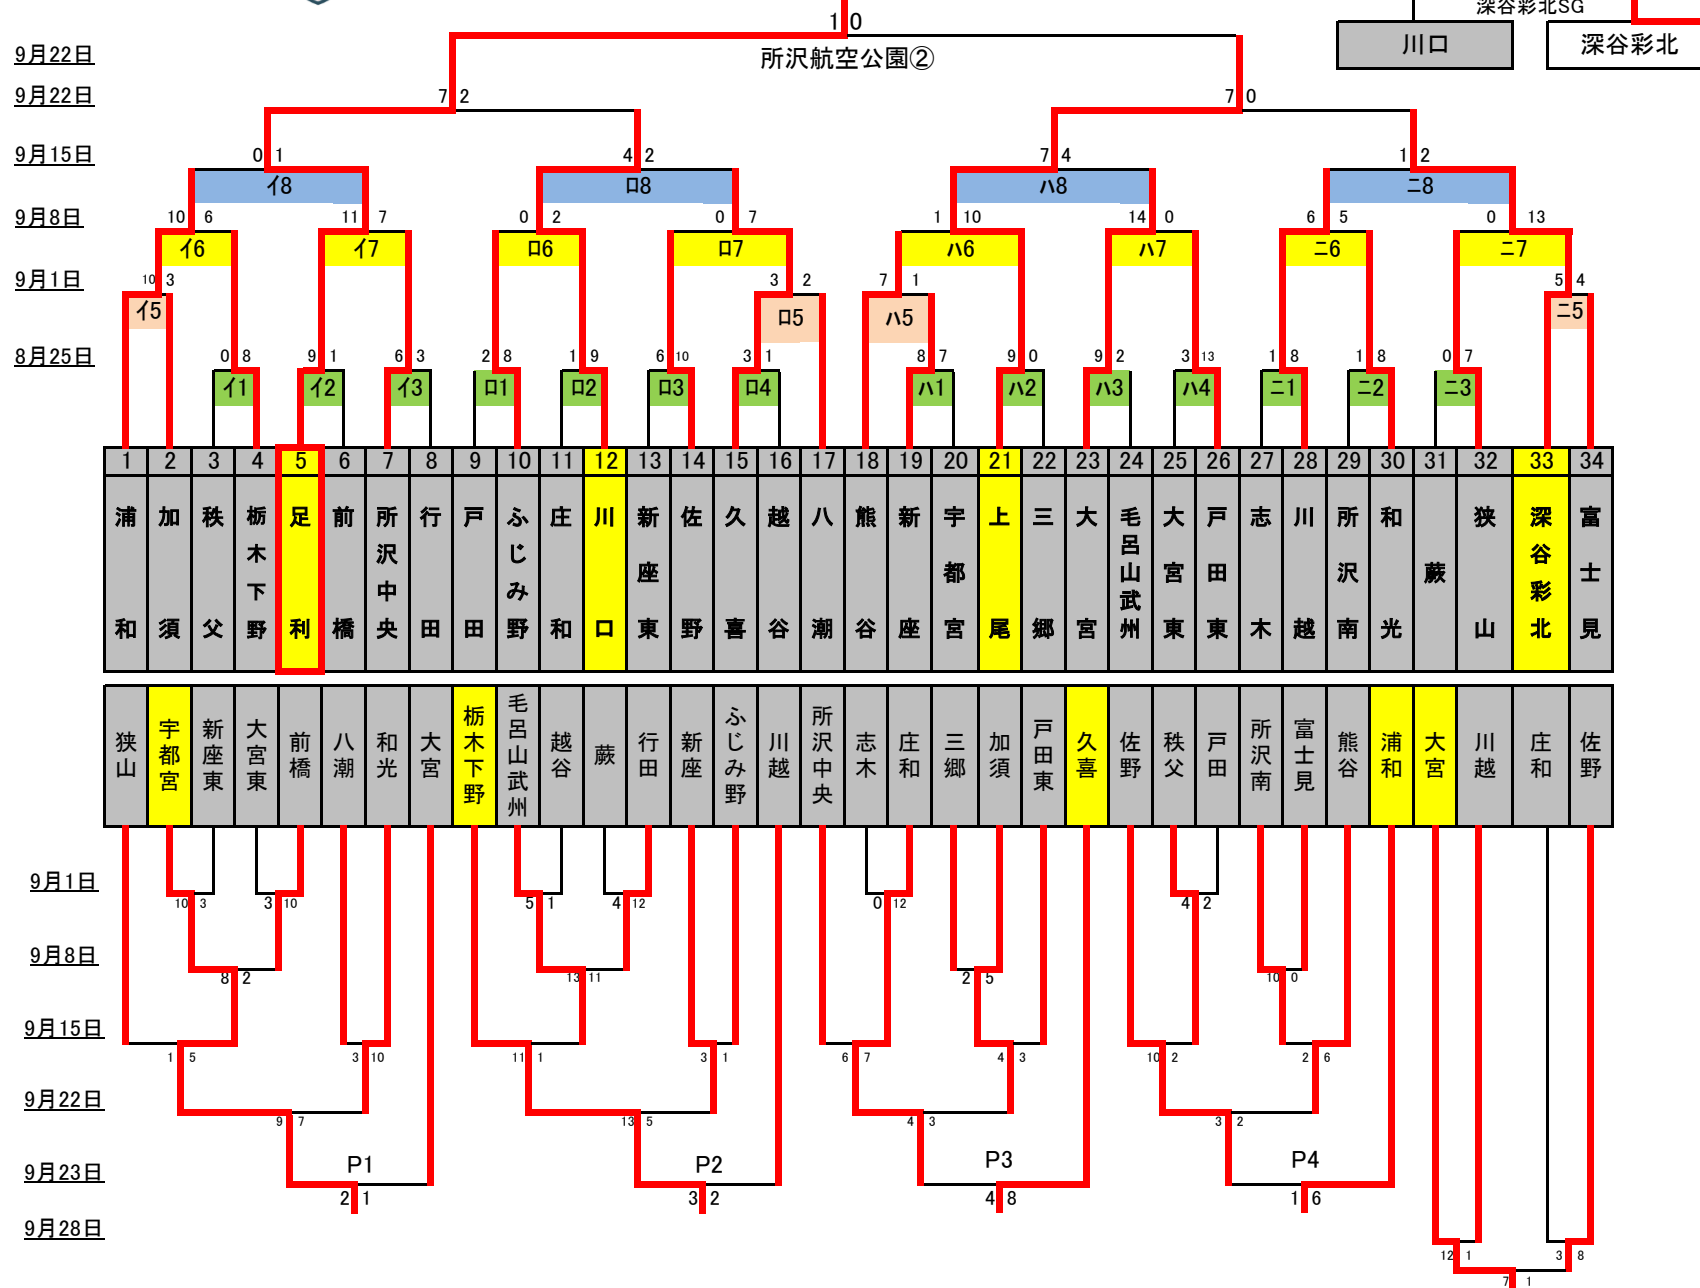 深谷彩北SG
1 0
川口 深谷彩北
9月22日 所沢航空公園②
9月22日 7 2 7 0
9月15日 0 1 4 2 7 4 1 2
イ8 ロ8 ハ8 ニ8
9月8日 10 6 11 7 0 2 0 7 1 10 14 0 6 5 0 13
イ6 イ7 ロ6 ロ7 ハ6 ハ7 ニ6 ニ7
9月1日 10 3 3 2 7 1 5 4
イ5 ロ5 ハ5 ニ5
8月25日 0 8 9 1 6 3 2 8 1 9 6 10 3 1 8 7 9 0 9 2 3 13 1 8 1 8 0 7
イ1 イ2 イ3 ロ1 ロ2 ロ3 ロ4 ハ1 ハ2 ハ3 ハ4 ニ1 ニ2 ニ3
1 2 3 4 5 6 7 8 9 10 11 12 13 14 15 16 17 18 19 20 21 22 23 24 25 26 27 28 29 30 31 32 33 34
浦和
加須
秩父
栃木下野
足利
前橋
所沢中央
行田
戸田
ふじみ野
庄和
川口
新座東
佐野
久喜
越谷
八潮
熊谷
新座
宇都宮
上尾
三郷
大宮
毛呂山武州
大宮東
戸田東
志木
川越
所沢南
和光
蕨
狭山
深谷彩北
富士見
狭山
宇都宮
新座東
大宮東
前橋
八潮
和光
大宮
栃木下野
毛呂山武州
越谷
蕨
行田
新座
ふじみ野
川越
所沢中央
志木
庄和
三郷
加須
戸田東
久喜
佐野
秩父
戸田
所沢南
富士見
熊谷
浦和
大宮
川越
庄和
佐野
9月1日
10 3 3 10 5 1 4 12 0 12 4 2
9月8日
8 2 13 11 2 5 10 0
9月15日
1 5 3 10 11 1 3 1 6 7 4 3 10 2 2 6
9月22日
9 7 13 5 4 3 3 2
P1 P2 P3 P4
9月23日
2 1 3 2 4 8 1 6
9月28日
12 1 3 8
7 1